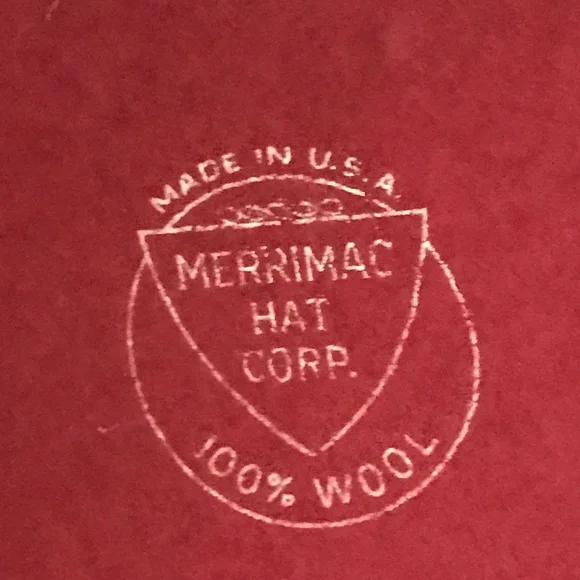 MADE IN U.S.A.
MERRIMAC
HAT
CORP.
100% WOOL